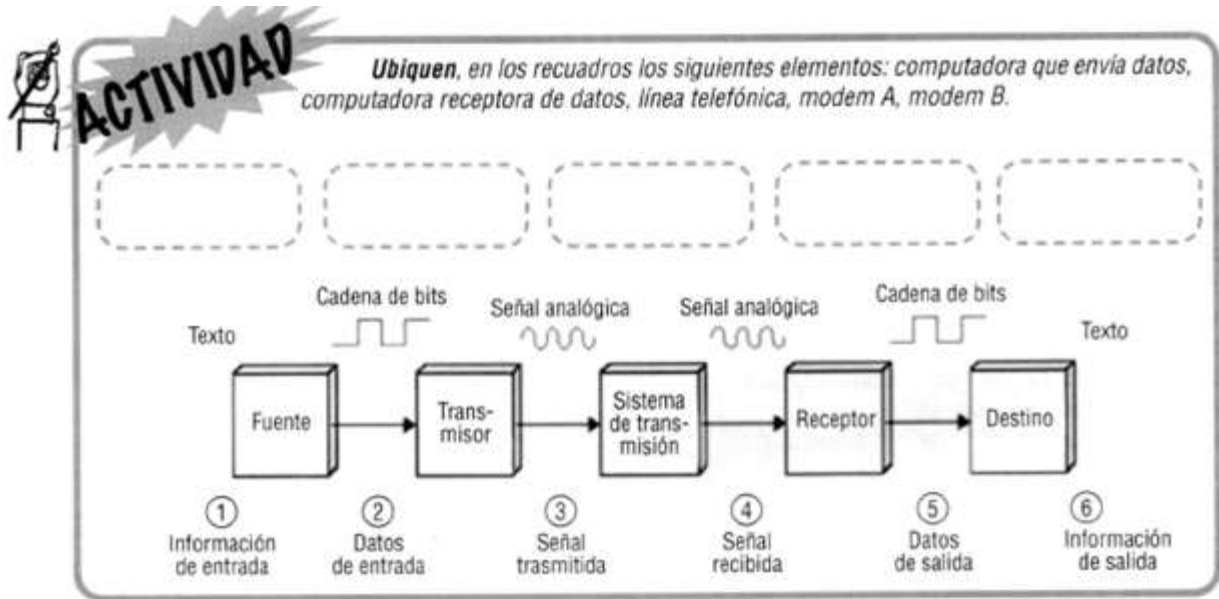 ACTIVIDAD
Ubiquen, en los recuadros los siguientes elementos: computadora que envía datos,
computadora receptora de datos, línea telefónica, modem A, modem B.
Cadena de bits
Señal analógica
Señal analógica
Cadena de bits
Texto
Texto
Fuente
Trans-
misor
Sistema
de trans-
misión
Receptor
Destino
1
Información
de entrada
2
Datos
de entrada
3
Señal
trasmitida
4
Señal
recibida
5
Datos
de salida
6
Información
de salida